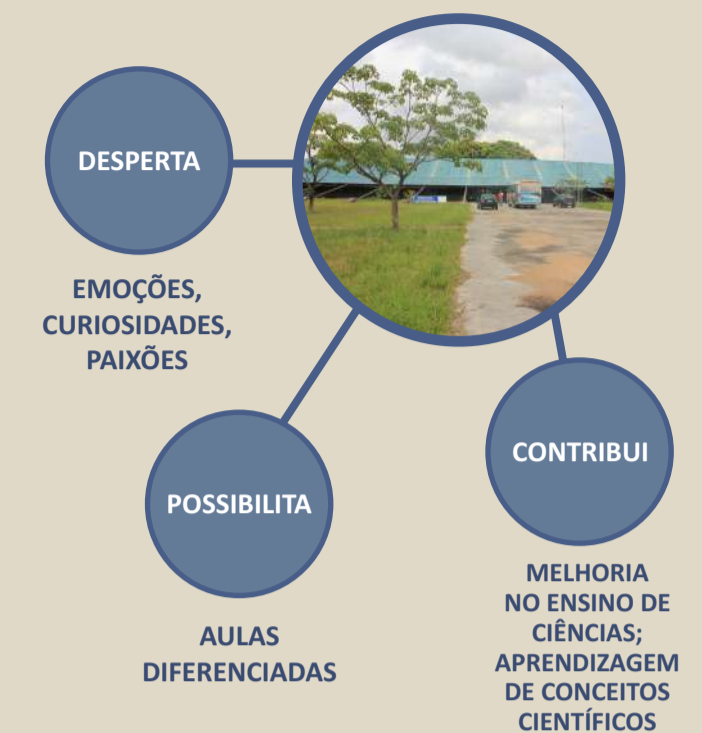 DESPERTA
EMOÇÕES,
CURIOSIDADES,
PAIXÕES
POSSIBILITA
AULAS
DIFERENCIADAS
CONTRIBUI
MELHORIA
NO ENSINO DE
CIÊNCIAS;
APRENDIZAGEM
DE CONCEITOS
CIENTÍFICOS